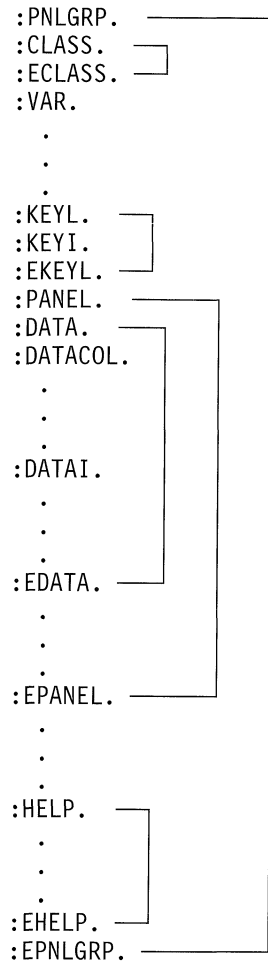 :PNLGRP.
:CLASS.
:ECLASS.
:VAR.
.
.
.
:KEYL.
:KEYI.
:EKEYL.
:PANEL.
:DATA.
:DATACOL.
.
.
.
:DATAI.
.
.
.
:EDATA.
.
.
.
:EPANEL.
.
.
.
:HELP.
.
.
.
:EHELP.
:EPNLGRP.